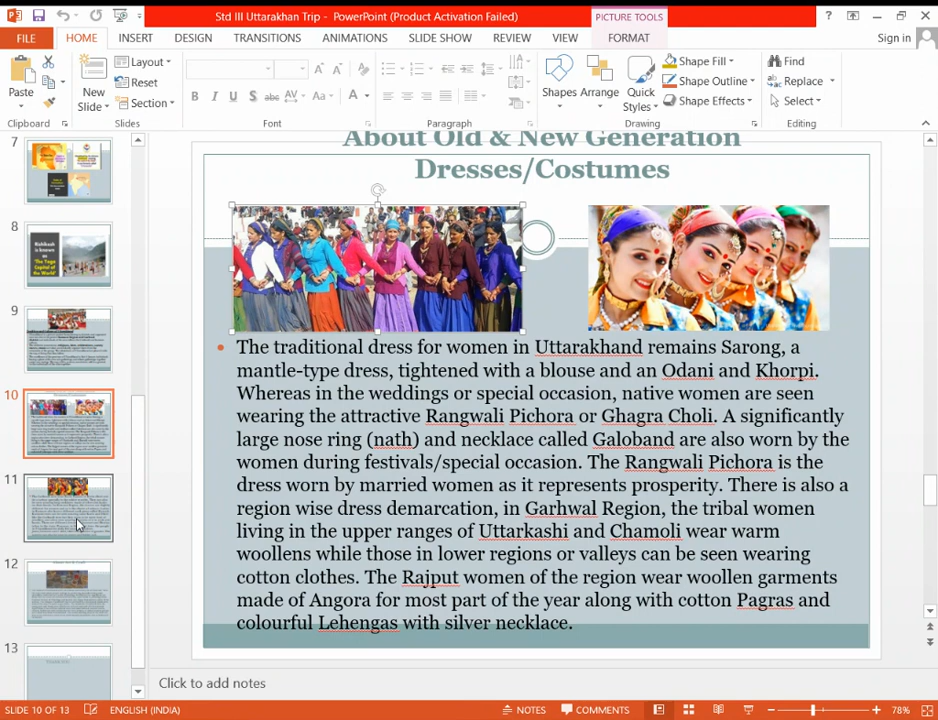 Std III Uttarakhan Trip - PowerPoint (Product Activation Failed)
PICTURE TOOLS
FILE HOME INSERT DESIGN TRANSITIONS ANIMATIONS SLIDE SHOW REVIEW VIEW FORMAT Sign in
Paste
New
Slide
Layout
Reset
Section
Shapes Arrange Quick
Styles
Shape Fill
Shape Outline
Shape Effects
Find
Replace
Select
Clipboard Slides Font Paragraph Drawing Editing
7
8
Rishikesh
is known
as
'The Yoga
Capital of
the World'
9
10
11
12
13
About Old & New Generation
Dresses/Costumes
The traditional dress for women in Uttarakhand remains Sarong, a
mantle-type dress, tightened with a blouse and an Odani and Khorpi.
Whereas in the weddings or special occasion, native women are seen
wearing the attractive Rangwali Pichora or Ghagra Choli. A significantly
large nose ring (nath) and necklace called Galoband are also worn by the
women during festivals/special occasion. The Rangwali Pichora is the
dress worn by married women as it represents prosperity. There is also a
region wise dress demarcation, in Garhwal Region, the tribal women
living in the upper ranges of Uttarkashi and Chamoli wear warm
woollens while those in lower regions or valleys can be seen wearing
cotton clothes. The Rajput women of the region wear woollen garments
made of Angora for most part of the year along with cotton Pagras and
colourful Lehengas with silver necklace.
Click to add notes
SLIDE 10 OF 13 ENGLISH (INDIA) NOTES COMMENTS 78%